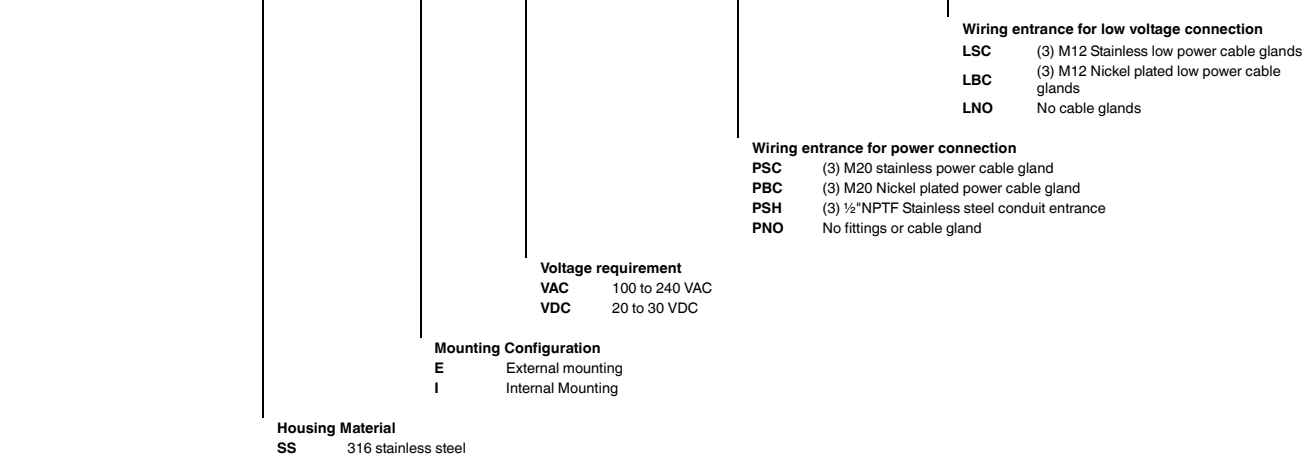 Wiring entrance for low voltage connection
LSC (3) M12 Stainless low power cable glands
LBC (3) M12 Nickel plated low power cable
glands
LNO No cable glands
Wiring entrance for power connection
PSC (3) M20 stainless power cable gland
PBC (3) M20 Nickel plated power cable gland
PSH (3) ½"NPTF Stainless steel conduit entrance
PNO No fittings or cable gland
Voltage requirement
VAC 100 to 240 VAC
VDC 20 to 30 VDC
Mounting Configuration
E External mounting
I Internal Mounting
Housing Material
SS 316 stainless steel